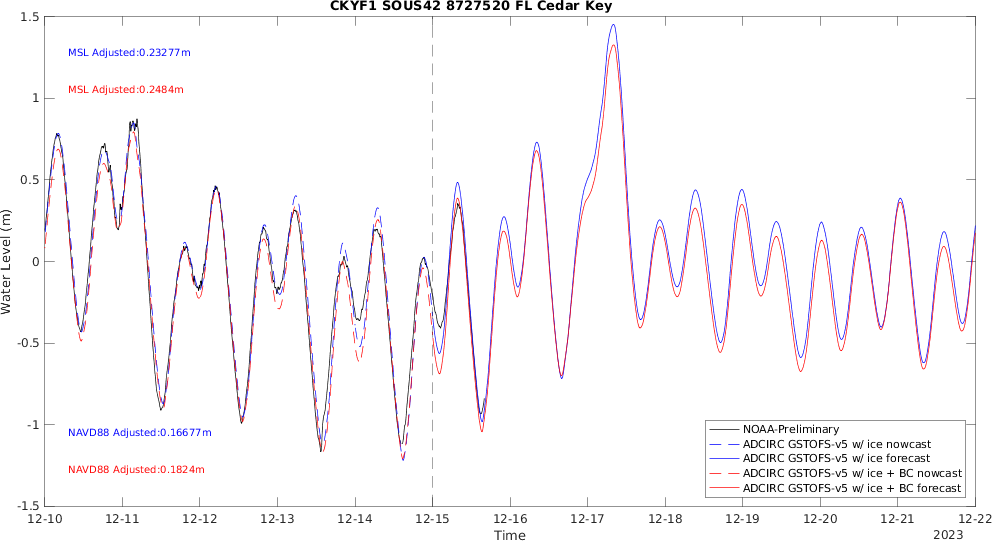 CKYF1 SOUS42 8727520 FL Cedar Key
1.5
1
0.5
0
-0.5
-1
-1.5
Water Level (m)
MSL Adjusted:0.23277m
MSL Adjusted:0.2484m
NAVD88 Adjusted:0.16677m
NAVD88 Adjusted:0.1824m
NOAA-Preliminary
ADCIRC GSTOFS-v5 w/ ice nowcast
ADCIRC GSTOFS-v5 w/ ice forecast
ADCIRC GSTOFS-v5 w/ ice + BC nowcast
ADCIRC GSTOFS-v5 w/ ice + BC forecast
12-10 12-11 12-12 12-13 12-14 12-15 12-16 12-17 12-18 12-19 12-20 12-21 12-22
Time
2023